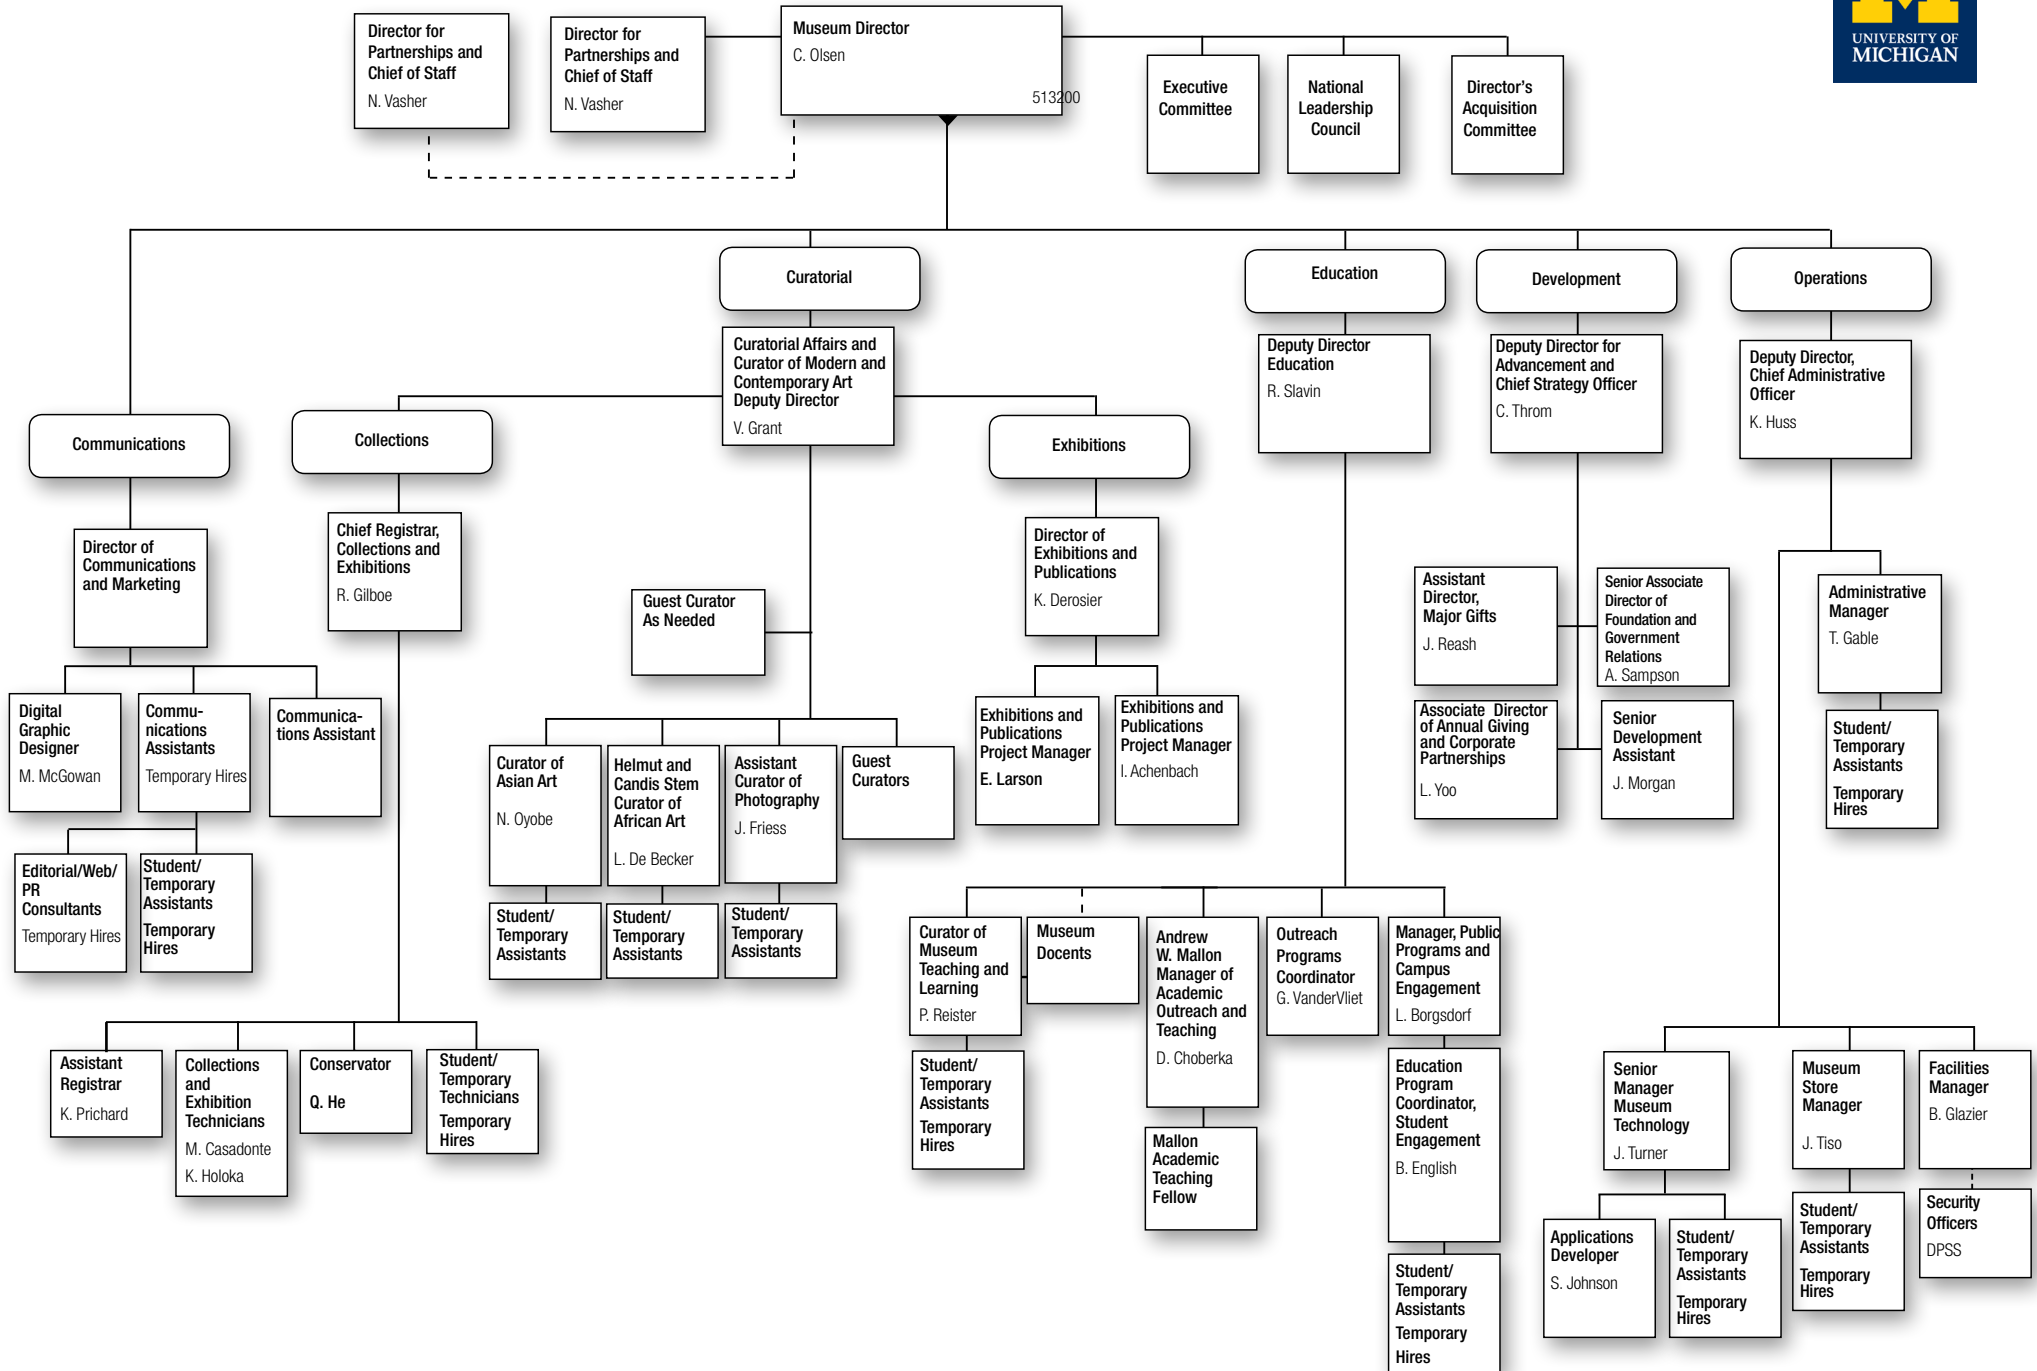 Director for
Partnerships and
Chief of Staff
N. Vasher
Director for
Partnerships and
Chief of Staff
N. Vasher
Museum Director
C. Olsen
513200
Executive
Committee
National
Leadership
Council
Director's
Acquisition
Committee
UNIVERSITY OF
MICHIGAN
Curatorial
Education
Development
Operations
Curatorial Affairs and
Curator of Modern and
Contemporary Art
Deputy Director
V. Grant
Deputy Director
Education
R. Slavin
Deputy Director for
Advancement and
Chief Strategy Officer
C. Throm
Deputy Director,
Chief Administrative
Officer
K. Huss
Communications
Collections
Exhibitions
Director of
Communications
and Marketing
Chief Registrar,
Collections and
Exhibitions
R. Gilboe
Guest Curator
As Needed
Director of
Exhibitions and
Publications
K. Derosier
Assistant
Director,
Major Gifts
J. Reash
Senior Associate
Director of
Foundation and
Government
Relations
A. Sampson
Administrative
Manager
T. Gable
Digital
Graphic
Designer
M. McGowan
Commu-
nications
Assistants
Temporary Hires
Communica-
tions Assistant
Curator of
Asian Art
N. Oyobe
Helmut and
Candis Stem
Curator of
African Art
L. De Becker
Assistant
Curator of
Photography
J. Friess
Guest
Curators
Exhibitions and
Publications
Project Manager
E. Larson
Exhibitions and
Publications
Project Manager
I. Achenbach
Associate Director
of Annual Giving
and Corporate
Partnerships
L. Yoo
Senior
Development
Assistant
J. Morgan
Student/
Temporary
Assistants
Temporary
Hires
Editorial/Web/
PR
Consultants
Temporary Hires
Student/
Temporary
Assistants
Temporary
Hires
Student/
Temporary
Assistants
Student/
Temporary
Assistants
Student/
Temporary
Assistants
Curator of
Museum
Teaching and
Learning
P. Reister
Museum
Docents
Andrew
W. Mallon
Manager of
Academic
Outreach and
Teaching
D. Choberka
Outreach
Programs
Coordinator
G. VanderVliet
Manager, Public
Programs and
Campus
Engagement
L. Borgsdorf
Assistant
Registrar
K. Prichard
Collections
and
Exhibition
Technicians
M. Casadonte
K. Holoka
Conservator
Q. He
Student/
Temporary
Technicians
Temporary
Hires
Student/
Temporary
Assistants
Temporary
Hires
Mallon
Academic
Teaching
Fellow
Education
Program
Coordinator,
Student
Engagement
B. English
Student/
Temporary
Assistants
Temporary
Hires
Senior
Manager
Museum
Technology
J. Turner
Museum
Store
Manager
J. Tiso
Facilities
Manager
B. Glazier
Applications
Developer
S. Johnson
Student/
Temporary
Assistants
Temporary
Hires
Student/
Temporary
Assistants
Temporary
Hires
Security
Officers
DPSS